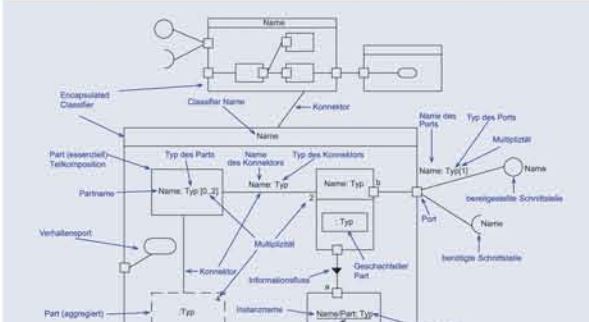 Name
Encapsulated
Classifier
Classifier Name
Konnektor
Name
Name des
Ports
Typ des Ports
Multiplizität
Name: Typ[1]
Name
bereitgestellte Schnittstelle
Part (essenziell)
Teilkomposition
Typ des Parts
Name
des Konnektors
Typ des Konnektors
Partname
Name: Typ [0..2]
Name: Typ
2
Name: Typ
b
: Typ
Port
Name
benötigte Schnittstelle
Verhaltensport
Multiplizität
Konnektor
Geschachtelter
Part
Informationsfluss
a
4
Part (aggregiert)
:Typ
Instanzname
Name/Part: Typ